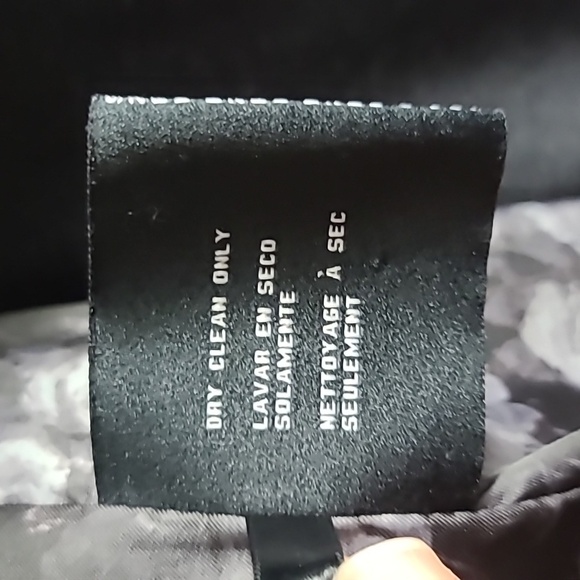 DRY CLEAN ONLY
LAVAR EN SECO
SOLAMENTE
NETTOYAGE À SEC
SEULEMENT